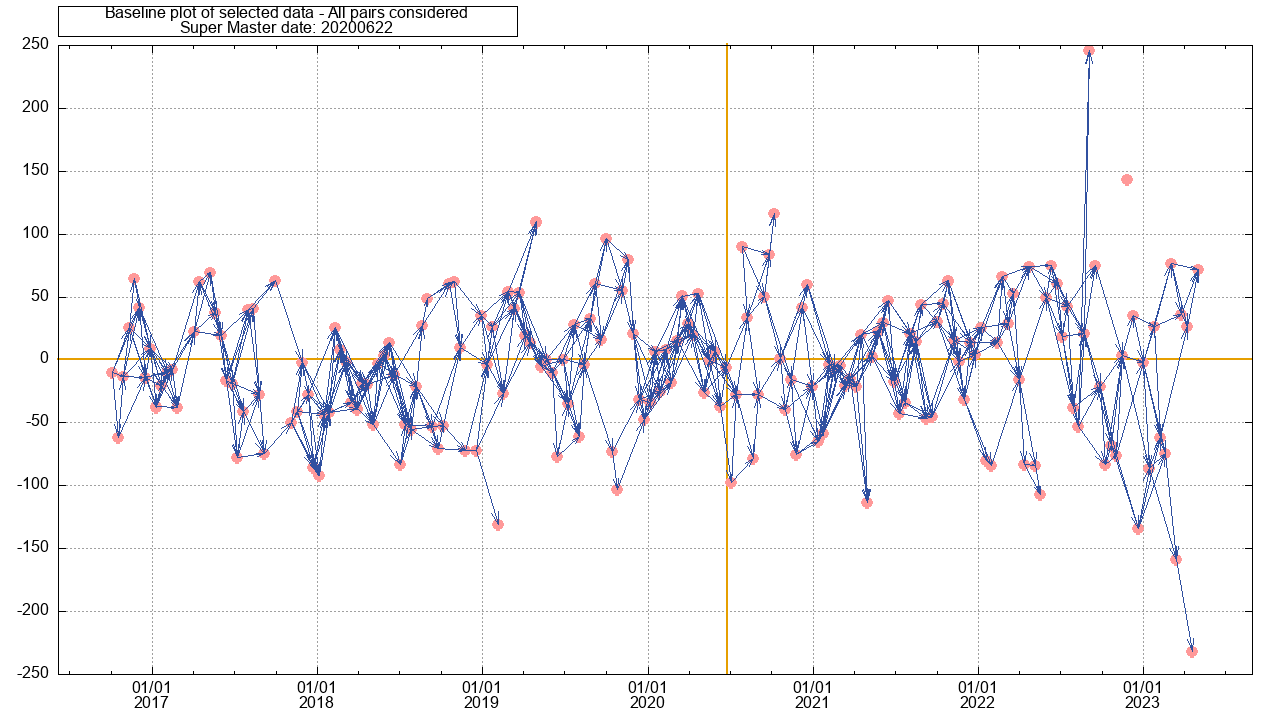 Baseline plot of selected data - All pairs considered
Super Master date: 20200622
250
200
150
100
50
0
-50
-100
-150
-200
-250
01/01 01/01 01/01 01/01 01/01 01/01 01/01
2017 2018 2019 2020 2021 2022 2023